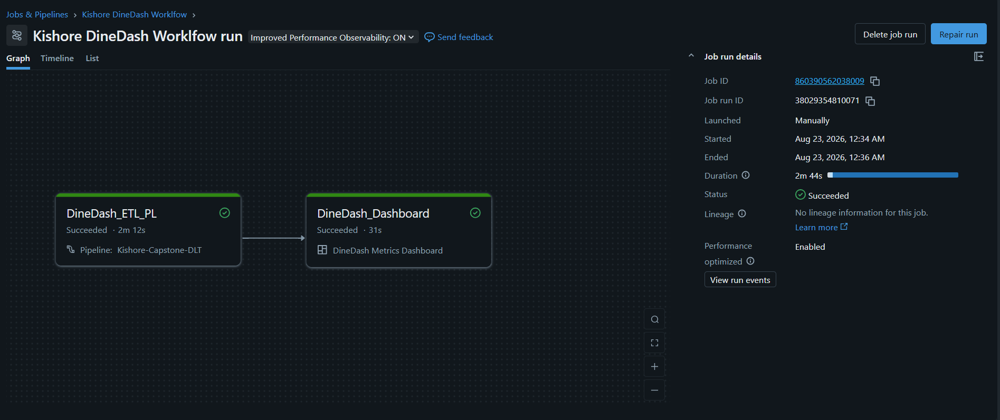 Jobs & Pipelines › Kishore DineDash Worklfow ›
Kishore DineDash Worklfow run
Improved Performance Observability: ON
Send feedback
Delete job run
Repair run
Graph
Timeline
List
DineDash_ETL_PL
Succeeded · 2m 12s
Pipeline: Kishore-Capstone-DLT
DineDash_Dashboard
Succeeded · 31s
DineDash Metrics Dashboard
Job run details
Job ID 860390562038009
Job run ID 38029354810071
Launched Manually
Started Aug 23, 2026, 12:34 AM
Ended Aug 23, 2026, 12:36 AM
Duration 2m 44s
Status Succeeded
Lineage No lineage information for this job.
Learn more
Performance Enabled
optimized
View run events